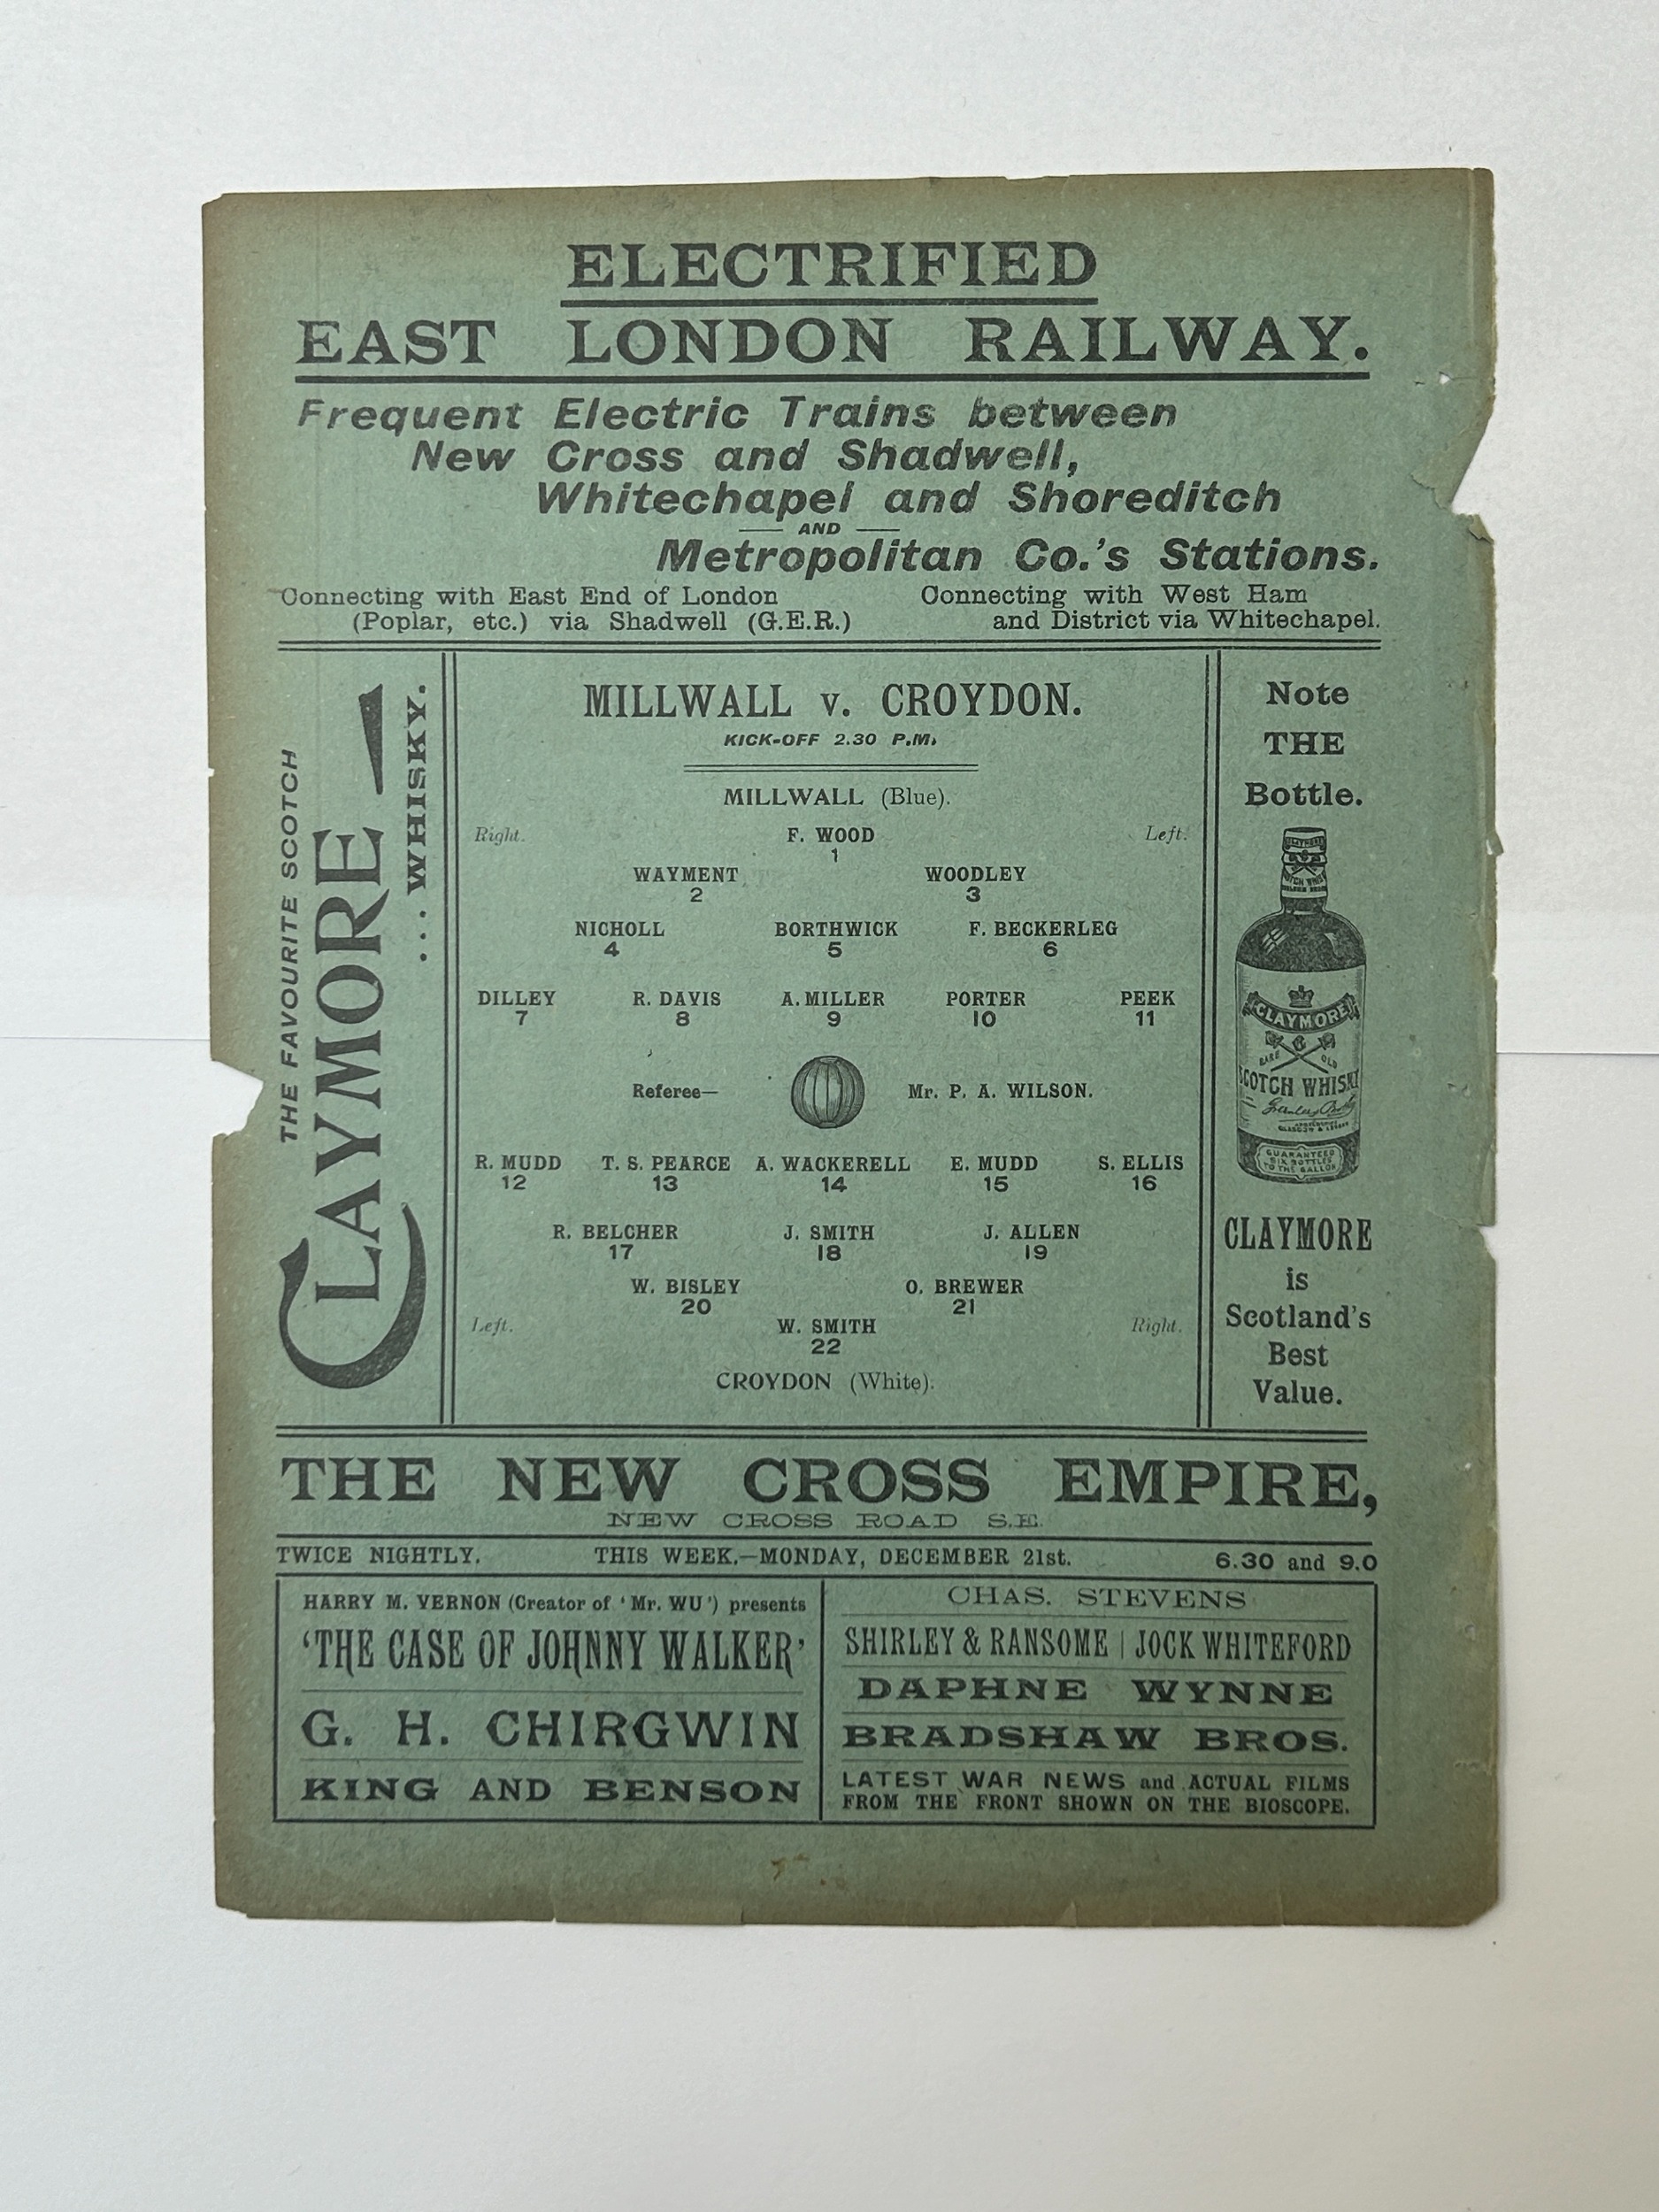 ELECTRIFIED
EAST LONDON RAILWAY.
Frequent Electric Trains between
New Cross and Shadwell,
Whitechapel and Shoreditch
AND
Metropolitan Co.'s Stations.
Connecting with East End of London
(Poplar, etc.) via Shadwell (G.E.R.)
Connecting with West Ham
and District via Whitechapel.
THE FAVOURITE SCOTCH
CLAYMORE
... WHISKY.
MILLWALL v. CROYDON.
KICK-OFF 2.30 P.M.
MILLWALL (Blue).
Right. F. WOOD Left.
1
WAYMENT WOODLEY
2 3
NICHOLL BORTHWICK F. BECKERLEG
4 5 6
DILLEY R. DAVIS A. MILLER PORTER PEEK
7 8 9 10 11
Referee— Mr. P. A. WILSON.
R. MUDD T. S. PEARCE A. WACKERELL E. MUDD S. ELLIS
12 13 14 15 16
R. BELCHER J. SMITH J. ALLEN
17 18 19
W. BISLEY O. BREWER
20 21
Left. W. SMITH Right.
22
CROYDON (White).
Note
THE
Bottle.
CLAYMORE
RARE OLD
SCOTCH WHISKY
GUARANTEED
SIX BOTTLES
TO THE GALLON
CLAYMORE
is
Scotland's
Best
Value.
THE NEW CROSS EMPIRE,
NEW CROSS ROAD S.E.
TWICE NIGHTLY. THIS WEEK.—MONDAY, DECEMBER 21st. 6.30 and 9.0
HARRY M. VERNON (Creator of 'Mr. WU') presents
'THE CASE OF JOHNNY WALKER'
G. H. CHIRGWIN
KING AND BENSON
CHAS. STEVENS
SHIRLEY & RANSOME | JOCK WHITEFORD
DAPHNE WYNNE
BRADSHAW BROS.
LATEST WAR NEWS and ACTUAL FILMS
FROM THE FRONT SHOWN ON THE BIOSCOPE.